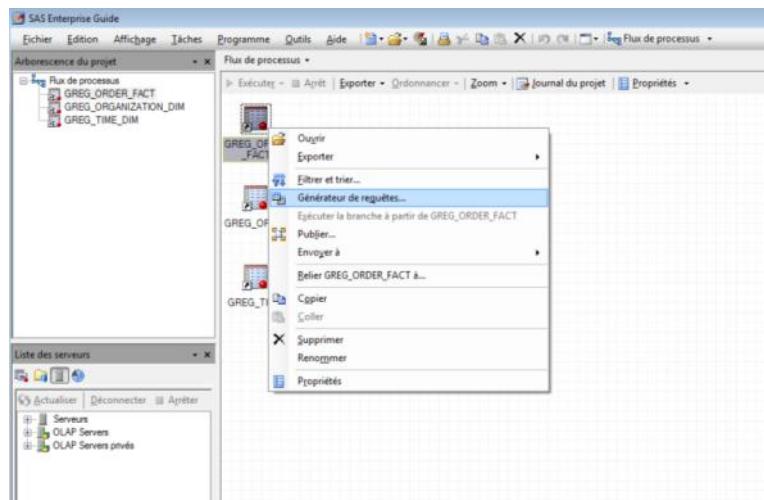 SAS Enterprise Guide
Fichier Edition Affichage Tâches Programme Outils Aide Flux de processus
Arborescence du projet
Flux de processus
GREG_ORDER_FACT
GREG_ORGANIZATION_DIM
GREG_TIME_DIM
Flux de processus
Exécuter Arrêt Exporter Ordonnancer Zoom Journal du projet Propriétés
GREG_OF
_FACT
GREG_OF
GREG_TI
Ouvrir
Exporter
Filtrer et trier...
Générateur de requêtes...
Exécuter la branche à partir de GREG_ORDER_FACT
Publier...
Envoyer à
Relier GREG_ORDER_FACT à...
Copier
Coller
Supprimer
Renommer
Propriétés
Liste des serveurs
Actualiser Déconnecter Arrêter
Serveurs
OLAP Servers
OLAP Servers privés